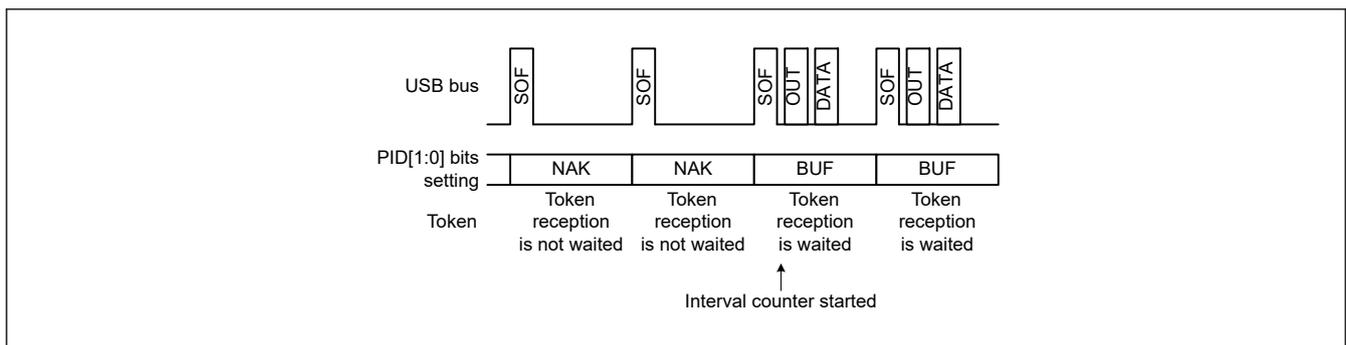 SOF SOF SOF OUT DATA SOF OUT DATA
USB bus
PID[1:0] bits
setting
NAK NAK BUF BUF
Token
Token
reception
is not waited
Token
reception
is not waited
Token
reception
is waited
Token
reception
is waited
Interval counter started